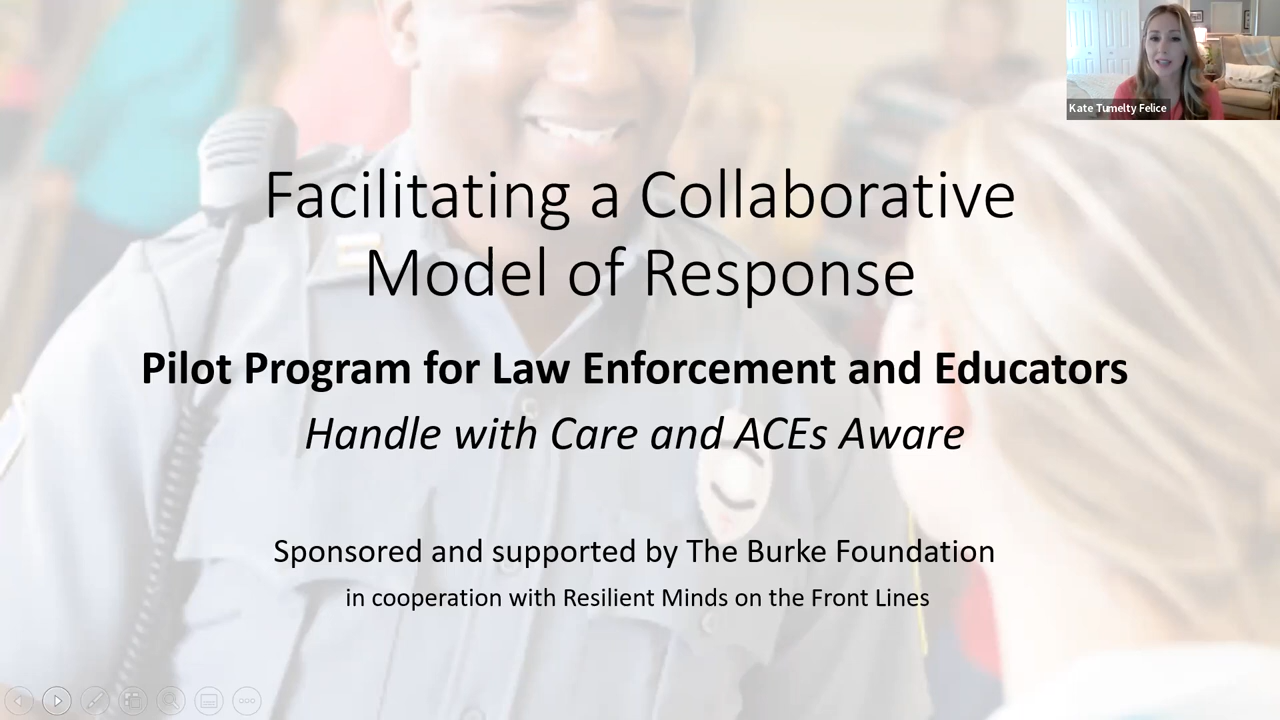 Kate Tumelty Felice
Facilitating a Collaborative
Model of Response
Pilot Program for Law Enforcement and Educators
Handle with Care and ACEs Aware
Sponsored and supported by The Burke Foundation
in cooperation with Resilient Minds on the Front Lines